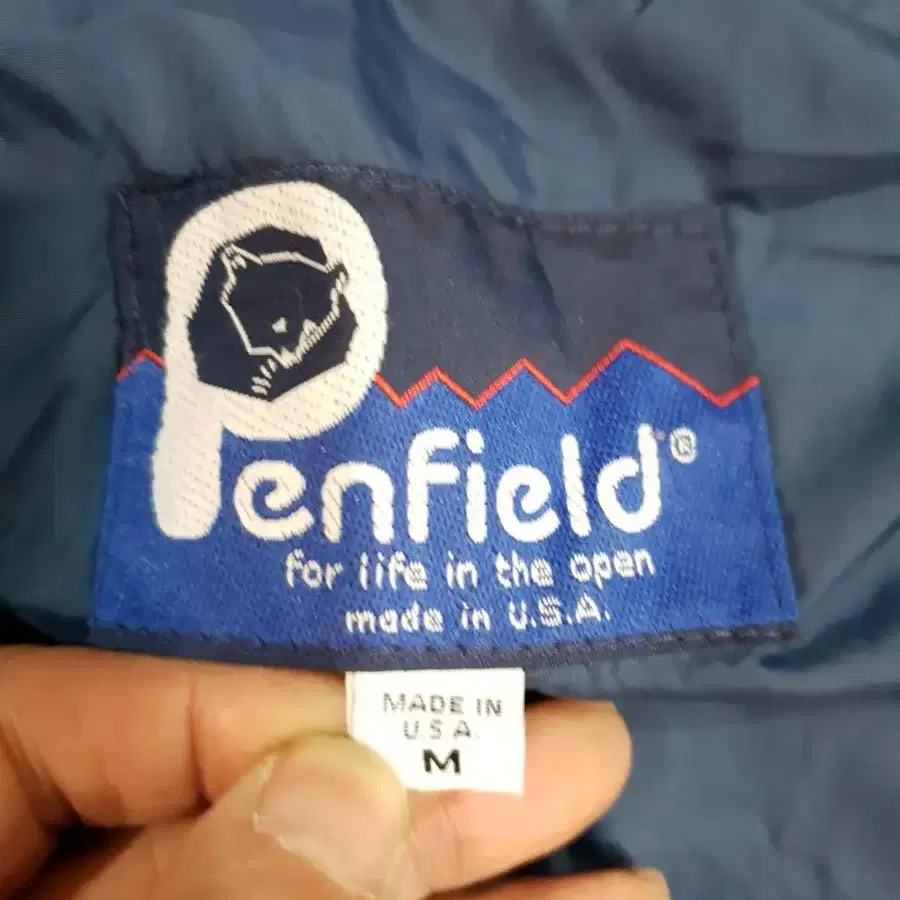 Penfield®
for life in the open
made in U.S.A.
MADE IN
U.S.A.
M